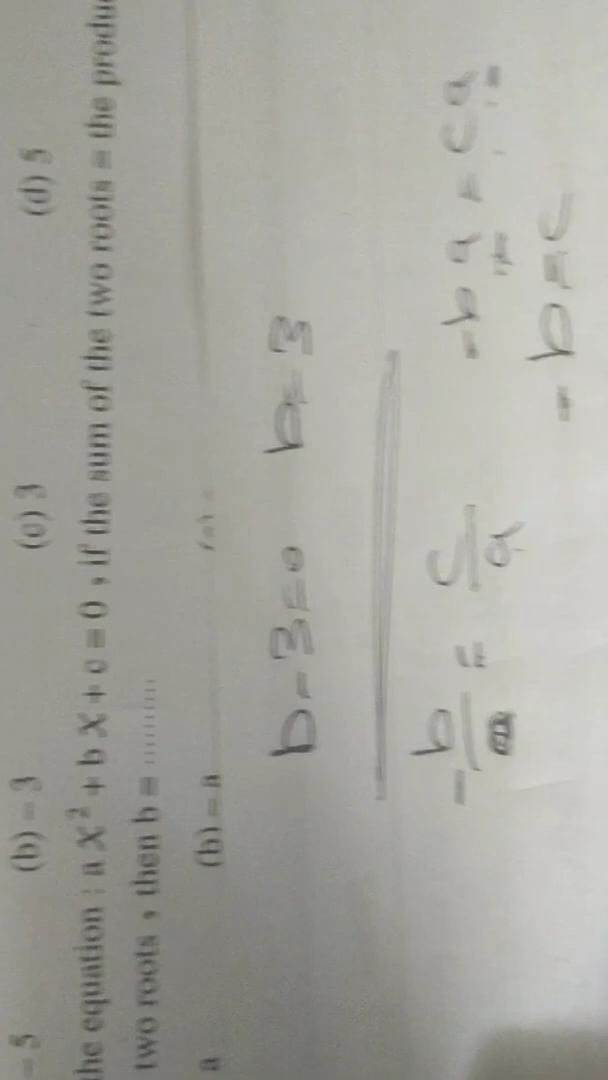 - 5 (b) - 3 (c) 3 (d) 5
the equation : a X² + b X + c = 0 , if the sum of the two roots = the produ
two roots , then b = ..........
a (b) - a
b-3=0 b=3
-b/a = c/a -ba = ca
-b=c